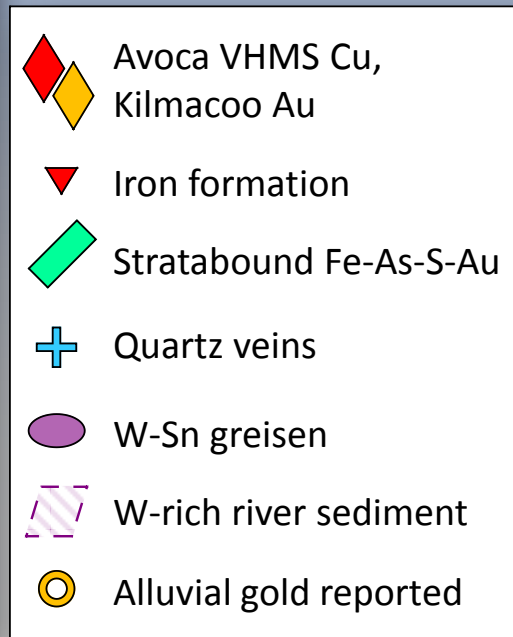 Avoca VHMS Cu,
Kilmacoo Au
Iron formation
Stratabound Fe-As-S-Au
Quartz veins
W-Sn greisen
W-rich river sediment
Alluvial gold reported